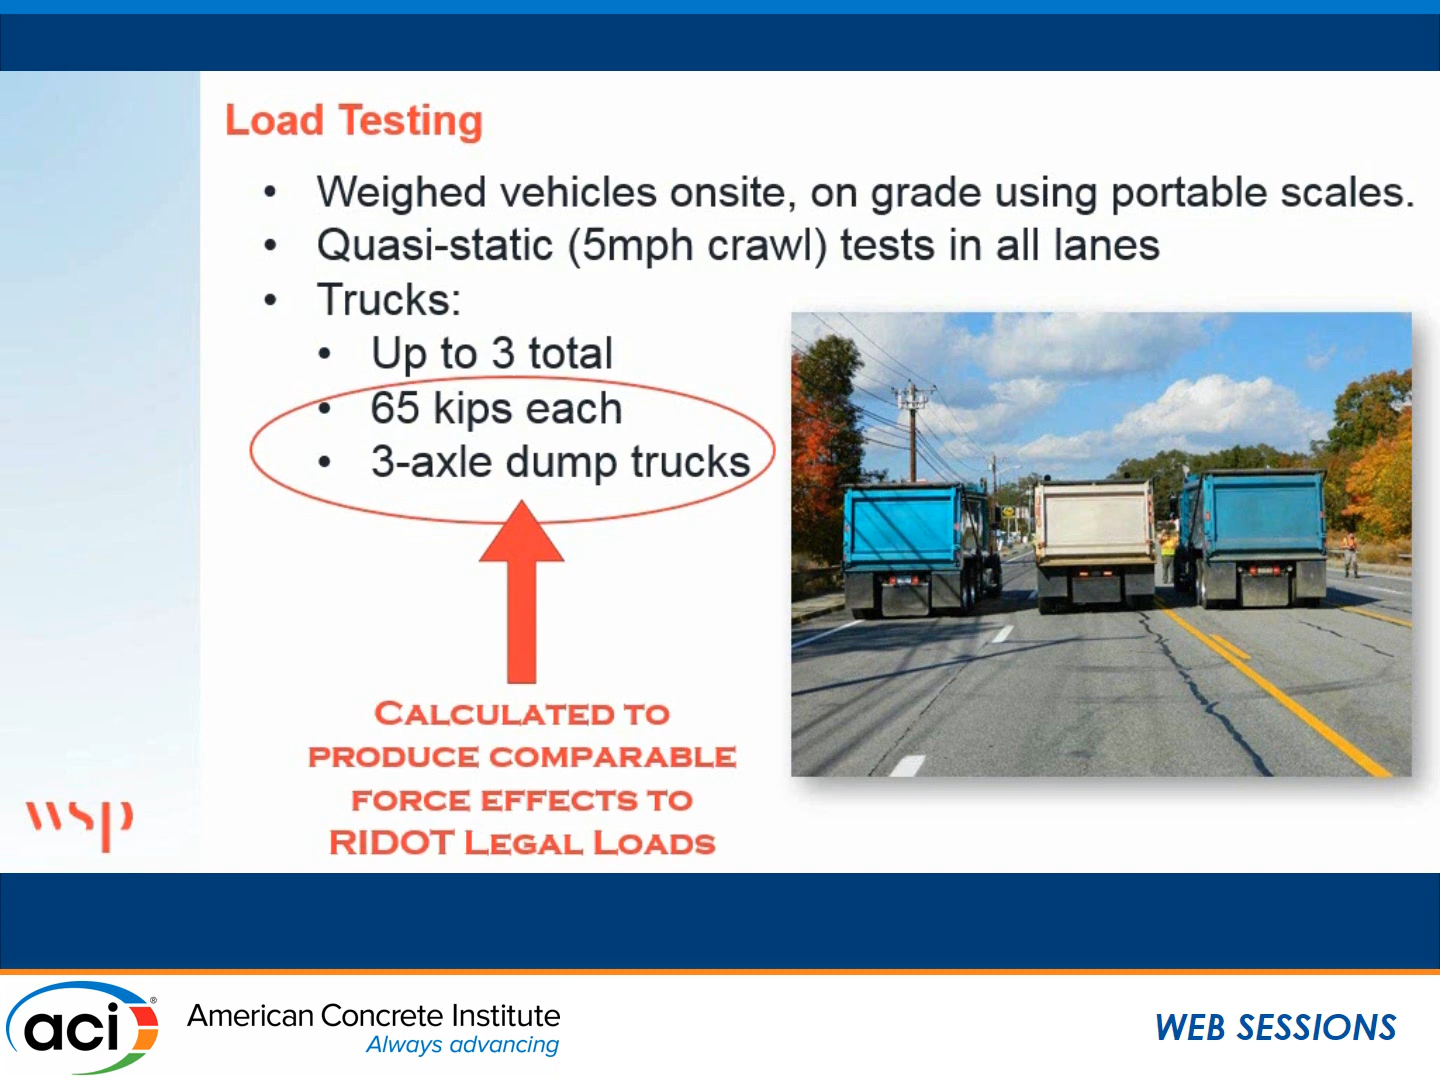 Load Testing
• Weighed vehicles onsite, on grade using portable scales.
• Quasi-static (5mph crawl) tests in all lanes
• Trucks:
• Up to 3 total
• 65 kips each
• 3-axle dump trucks
CALCULATED TO
PRODUCE COMPARABLE
FORCE EFFECTS TO
RIDOT LEGAL LOADS
wsp
aci®
American Concrete Institute
Always advancing
WEB SESSIONS